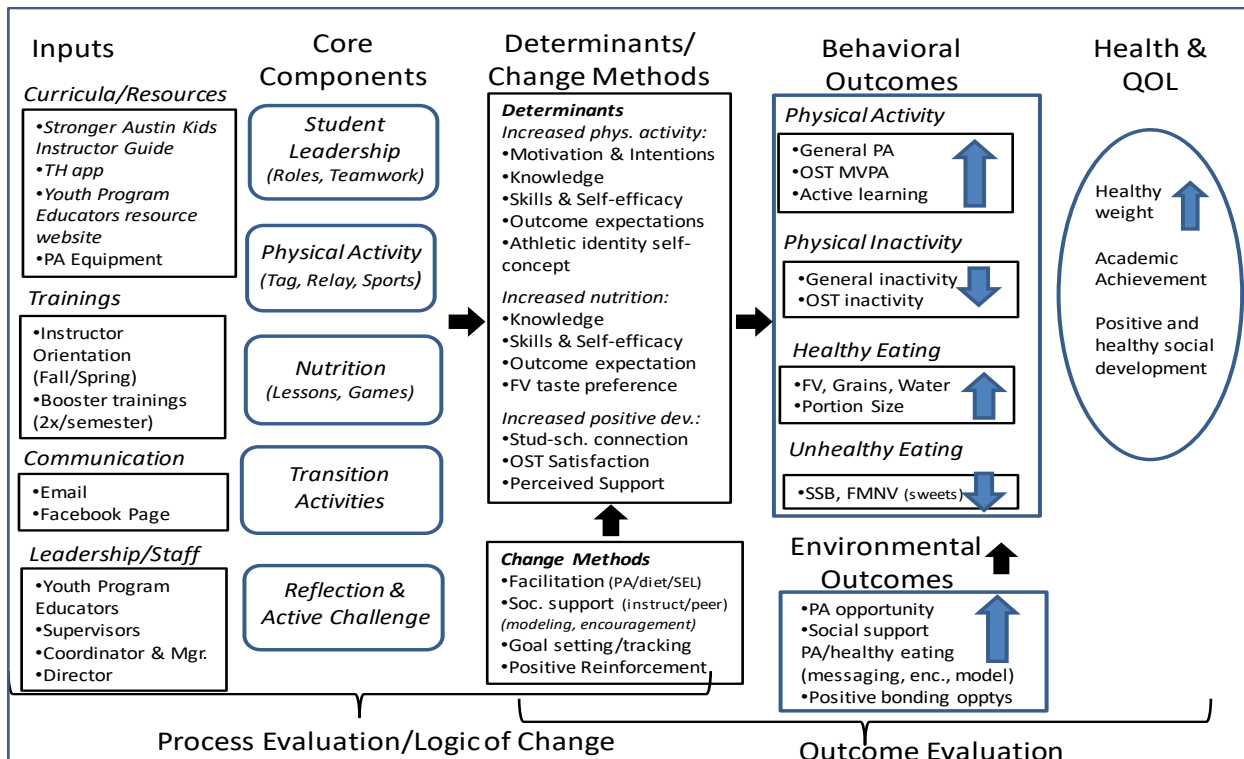 Inputs
Curricula/Resources
•Stronger Austin Kids
Instructor Guide
•TH app
•Youth Program
Educators resource
website
•PA Equipment
Trainings
•Instructor
Orientation
(Fall/Spring)
•Booster trainings
(2x/semester)
Communication
•Email
•Facebook Page
Leadership/Staff
•Youth Program
Educators
•Supervisors
•Coordinator & Mgr.
•Director
Core
Components
Student
Leadership
(Roles, Teamwork)
Physical Activity
(Tag, Relay, Sports)
Nutrition
(Lessons, Games)
Transition
Activities
Reflection &
Active Challenge
Determinants/
Change Methods
Determinants
Increased phys. activity:
•Motivation & Intentions
•Knowledge
•Skills & Self-efficacy
•Outcome expectations
•Athletic identity self-
concept
Increased nutrition:
•Knowledge
•Skills & Self-efficacy
•Outcome expectation
•FV taste preference
Increased positive dev.:
•Stud-sch. connection
•OST Satisfaction
•Perceived Support
Change Methods
•Facilitation (PA/diet/SEL)
•Soc. support (instruct/peer)
(modeling, encouragement)
•Goal setting/tracking
•Positive Reinforcement
Behavioral
Outcomes
Physical Activity
•General PA
•OST MVPA
•Active learning
Physical Inactivity
•General inactivity
•OST inactivity
Healthy Eating
•FV, Grains, Water
•Portion Size
Unhealthy Eating
•SSB, FMNV (sweets)
Environmental
Outcomes
•PA opportunity
•Social support
PA/healthy eating
(messaging, enc., model)
•Positive bonding opptys
Health &
QOL
Healthy
weight
Academic
Achievement
Positive and
healthy social
development
Process Evaluation/Logic of Change
Outcome Evaluation